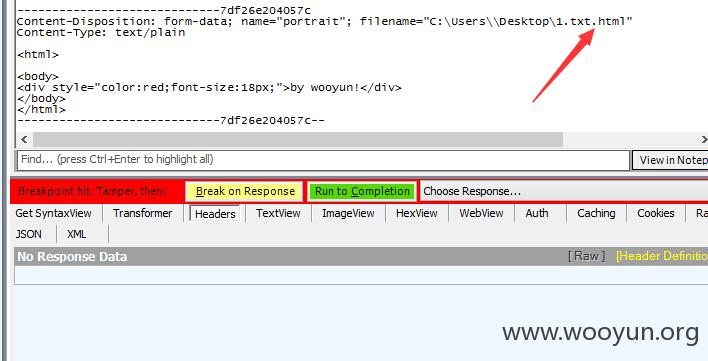 -----------------------------7df26e204057c
Content-Disposition: form-data; name="portrait"; filename="C:\Users\\Desktop\1.txt.html"
Content-Type: text/plain
<html>
<body>
<div style="color:red;font-size:18px;">by wooyun!</div>
</body>
</html>
-----------------------------7df26e204057c--
Find... (press Ctrl+Enter to highlight all)
View in Notep
Breakpoint hit. Tamper, then: Break on Response Run to Completion Choose Response...
Get SyntaxView Transformer Headers TextView ImageView HexView WebView Auth Caching Cookies Ra
JSON XML
No Response Data [ Raw ] [Header Definitio
www.wooyun.org